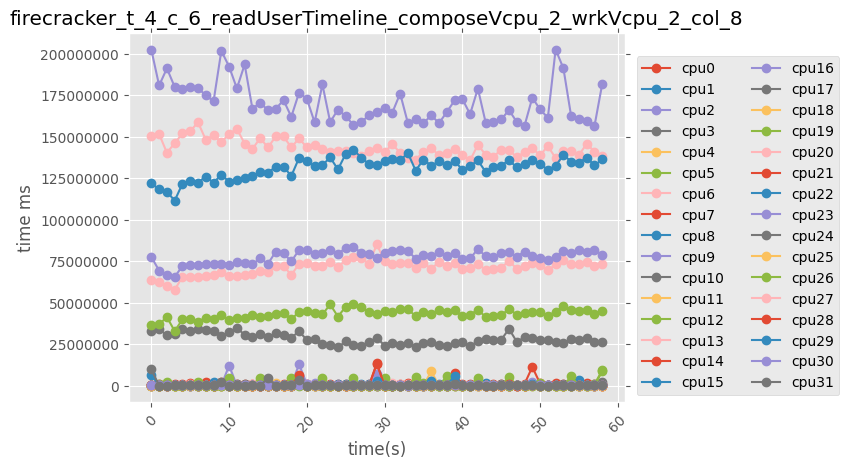 firecracker_t_4_c_6_readUserTimeline_composeVcpu_2_wrkVcpu_2_col_8
time ms
200000000
175000000
150000000
125000000
100000000
75000000
50000000
25000000
0
0
10
20
30
40
50
60
time(s)
cpu0
cpu1
cpu2
cpu3
cpu4
cpu5
cpu6
cpu7
cpu8
cpu9
cpu10
cpu11
cpu12
cpu13
cpu14
cpu15
cpu16
cpu17
cpu18
cpu19
cpu20
cpu21
cpu22
cpu23
cpu24
cpu25
cpu26
cpu27
cpu28
cpu29
cpu30
cpu31